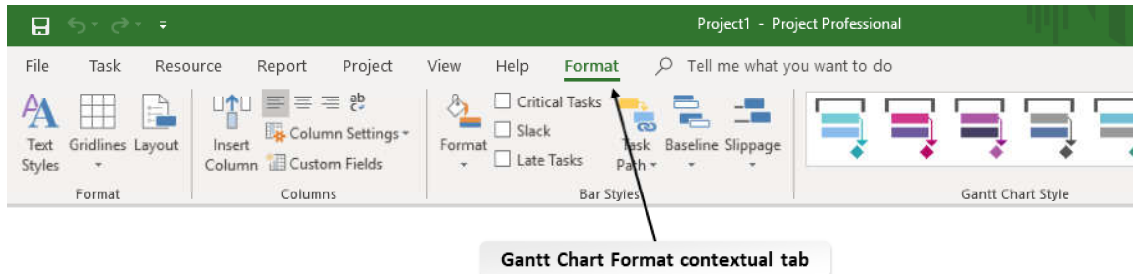 Project1 - Project Professional
File Task Resource Report Project View Help Format Tell me what you want to do
Text Styles
Gridlines
Layout
Format
Insert Column
ab
Column Settings
Custom Fields
Columns
Format
Critical Tasks
Slack
Late Tasks
Task Path
Baseline
Slippage
Bar Styles
Gantt Chart Style
Gantt Chart Format contextual tab